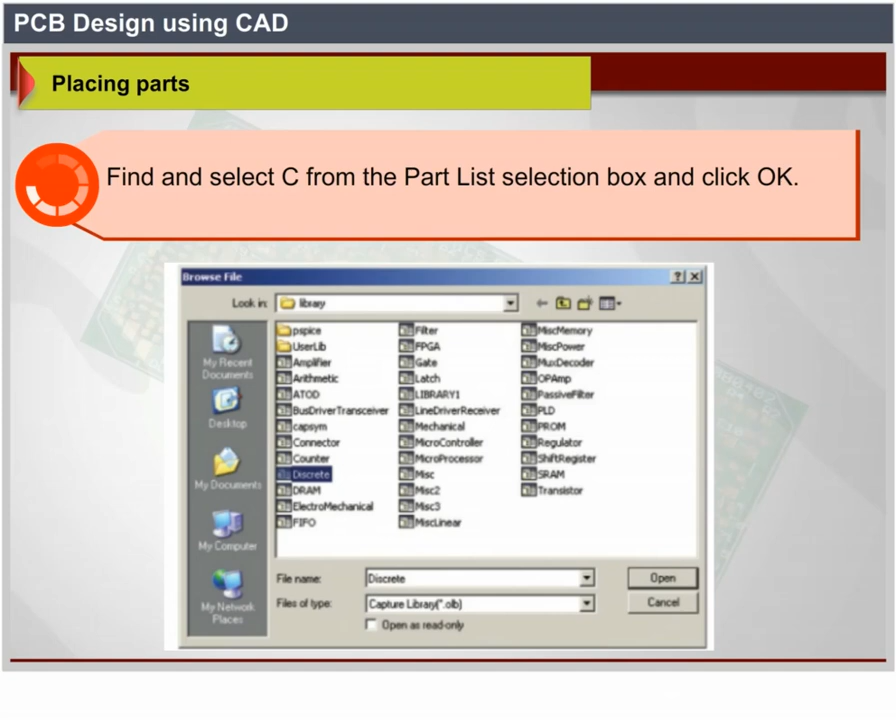 PCB Design using CAD
Placing parts
Find and select C from the Part List selection box and click OK.
Browse File
Look in: library
pspice
UserLib
Amplifier
Arithmetic
ATOD
BusDriverTransceiver
capsym
Connector
Counter
Discrete
DRAM
ElectroMechanical
FIFO
Filter
FPGA
Gate
Latch
LIBRARY1
LineDriverReceiver
Mechanical
MicroController
MicroProcessor
Misc
Misc2
Misc3
MiscLinear
MiscMemory
MiscPower
MuxDecoder
OPAmp
PassiveFilter
PLD
PROM
Regulator
ShiftRegister
SRAM
Transistor
My Recent
Documents
Desktop
My Documents
My Computer
My Network
Places
File name: Discrete Open
Files of type: Capture Library(*.olb) Cancel
Open as read-only